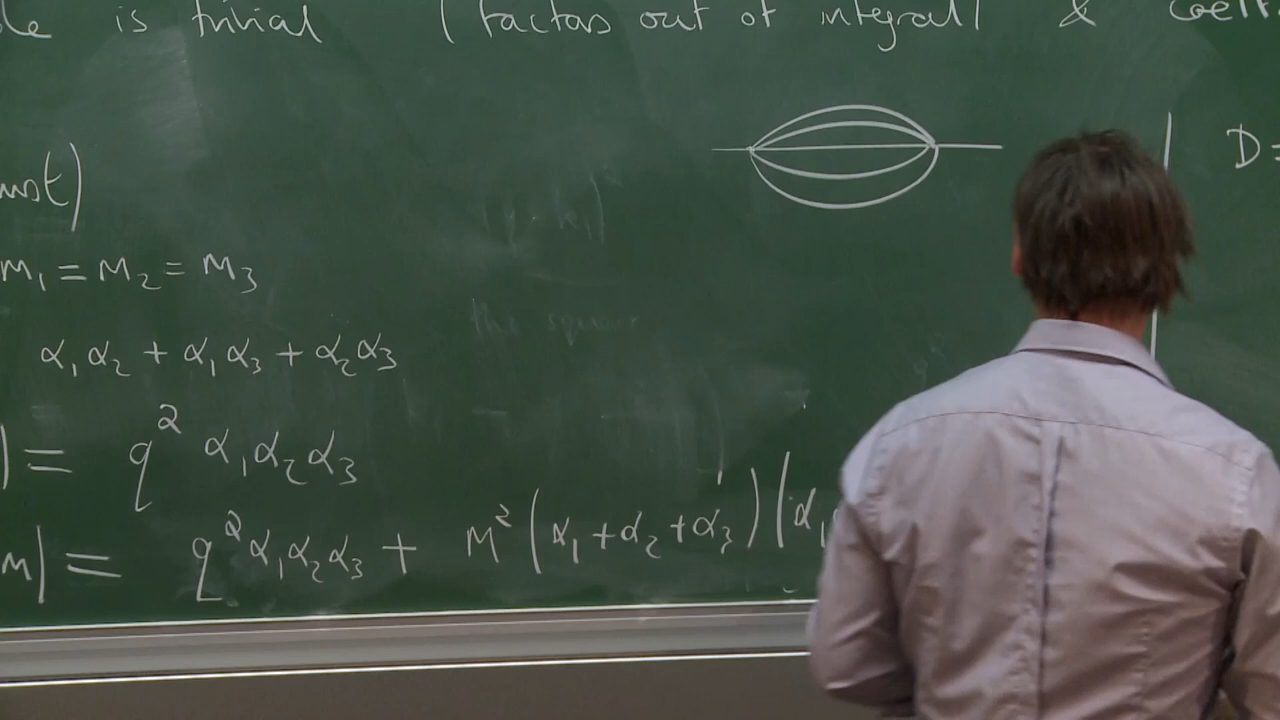 is trivial (factors out of integral) &
m₁ = m₂ = m₃
α₁α₂ + α₁α₃ + α₂α₃
) = q² α₁α₂α₃
m) = q² α₁α₂α₃ + m² (α₁ + α₂ + α₃) (α₁
D =